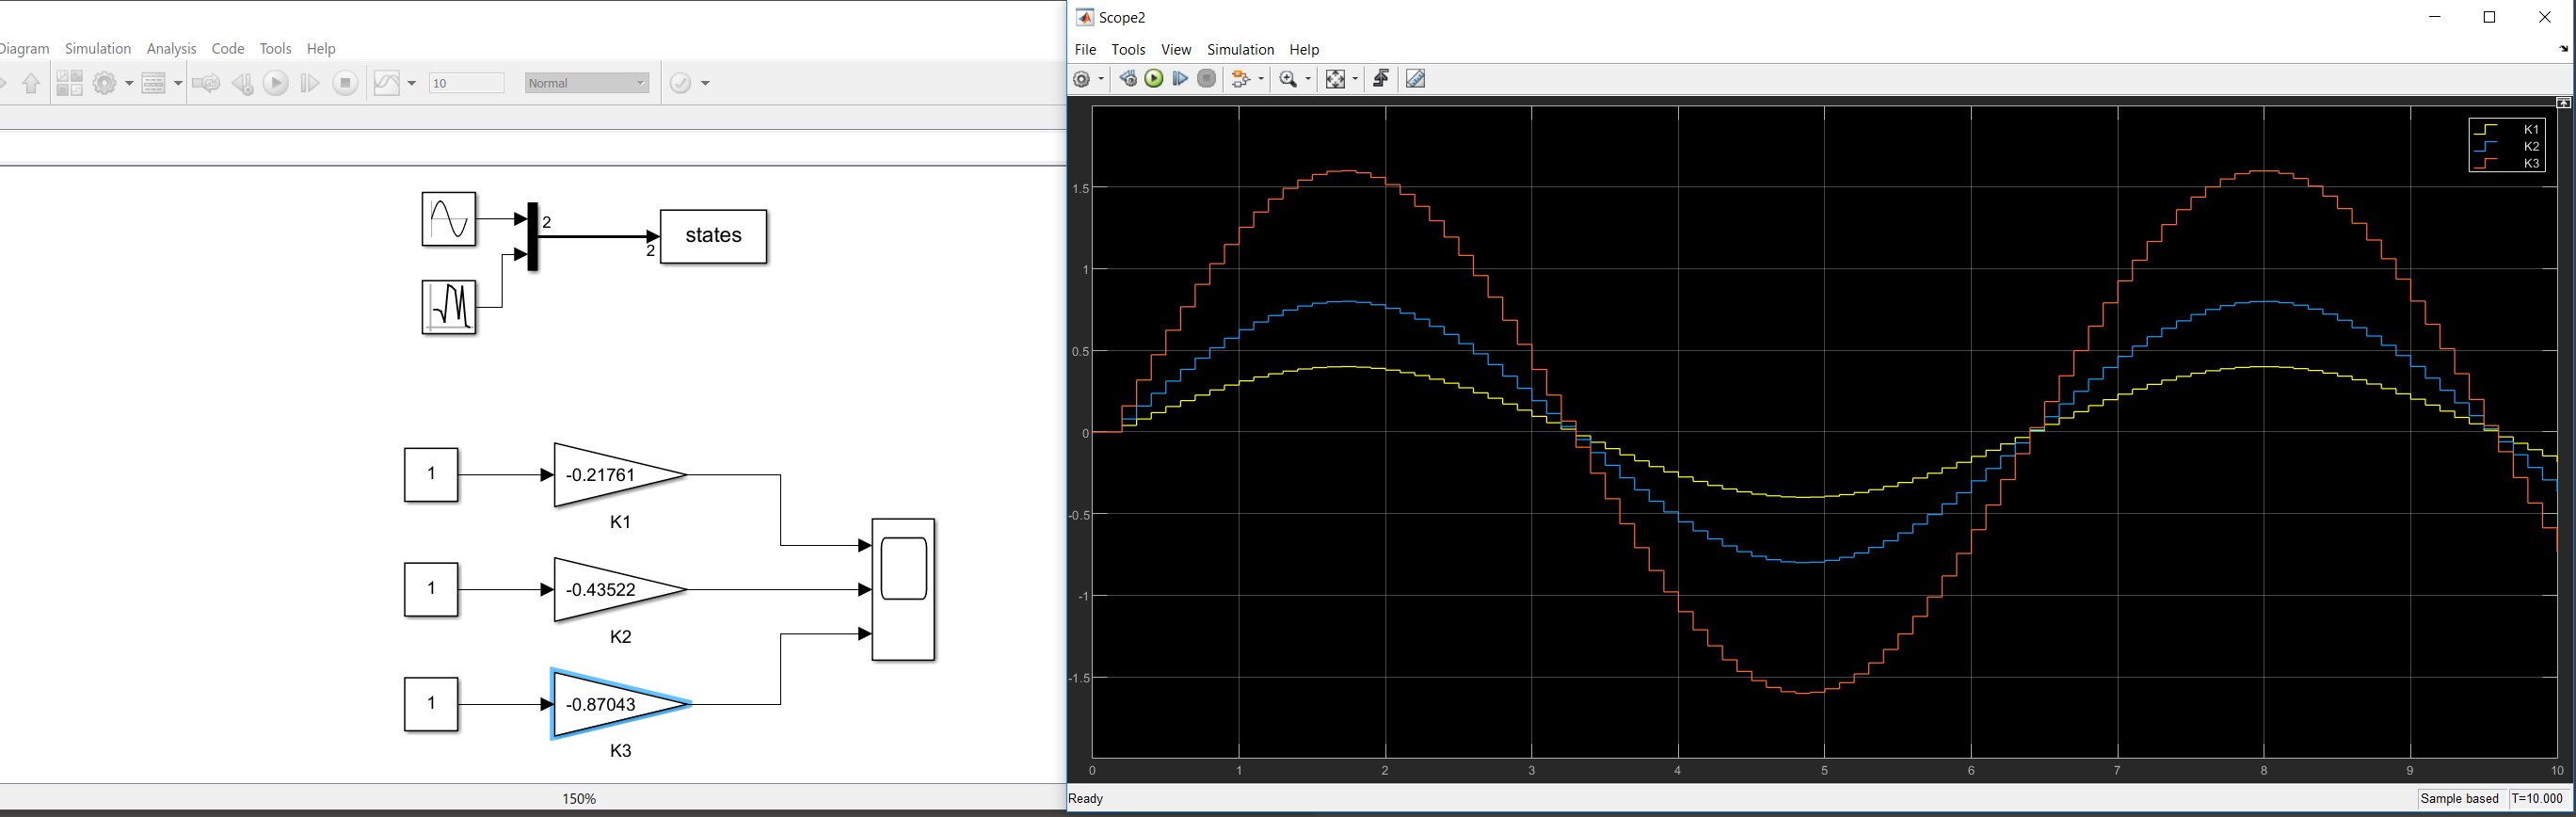 Diagram Simulation Analysis Code Tools Help
10 Normal
2
states
2
1
-0.21761
K1
1
-0.43522
K2
1
-0.87043
K3
150%
Scope2
File Tools View Simulation Help
K1
K2
K3
1.5
1
0.5
0
-0.5
-1
-1.5
0 1 2 3 4 5 6 7 8 9 10
Ready
Sample based T=10.000